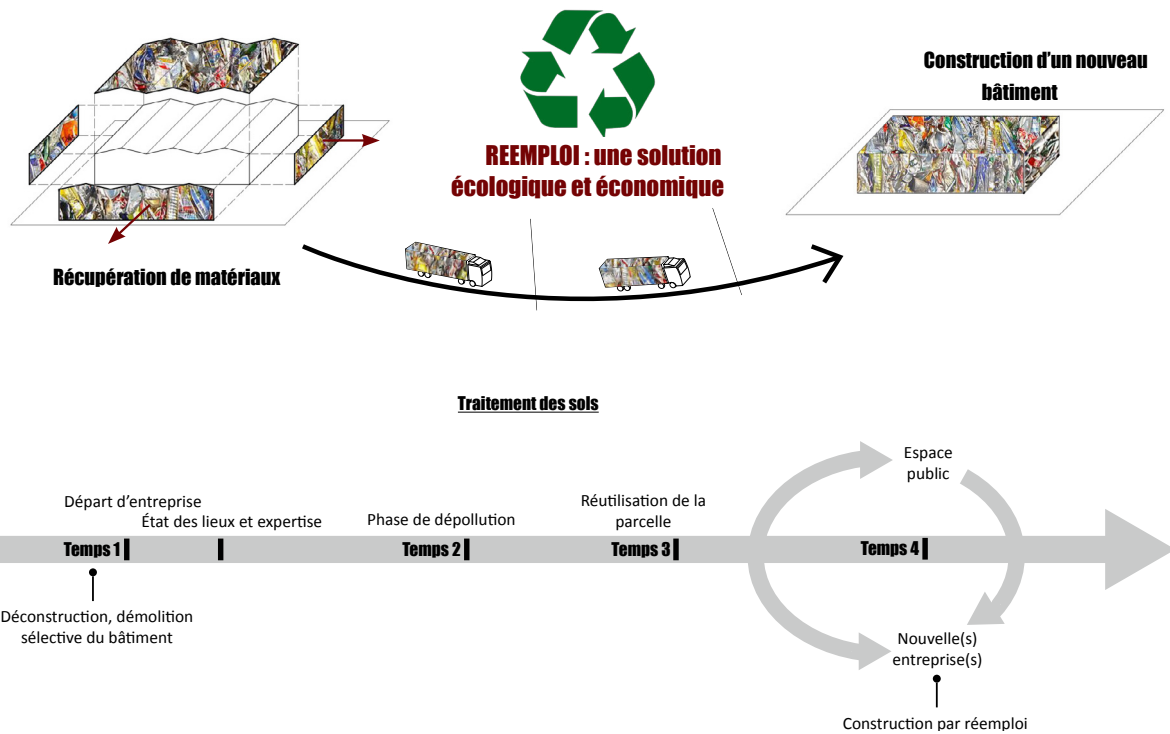 Construction d'un nouveau
bâtiment
REEMPLOI : une solution
écologique et économique
Récupération de matériaux
Traitement des sols
Espace
public
Départ d'entreprise
État des lieux et expertise
Phase de dépollution
Réutilisation de la
parcelle
Temps 1
Temps 2
Temps 3
Temps 4
Déconstruction, démolition
sélective du bâtiment
Nouvelle(s)
entreprise(s)
Construction par réemploi